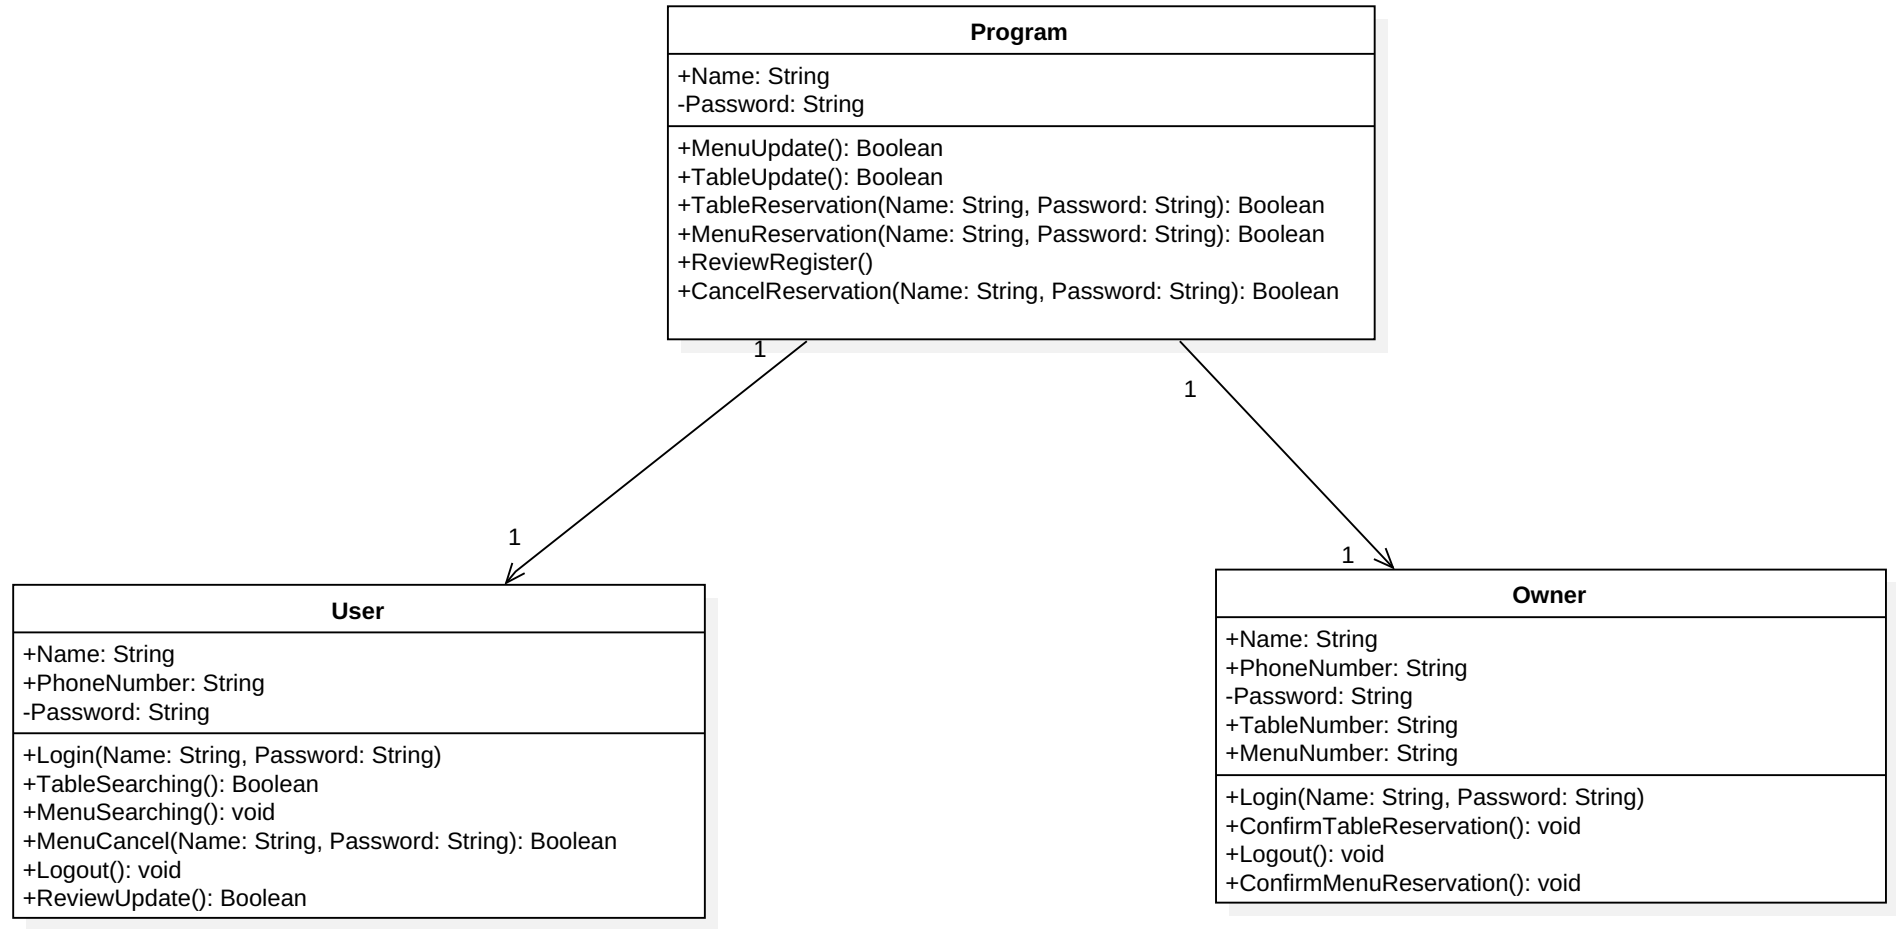 Program
+Name: String
-Password: String
+MenuUpdate(): Boolean
+TableUpdate(): Boolean
+TableReservation(Name: String, Password: String): Boolean
+MenuReservation(Name: String, Password: String): Boolean
+ReviewRegister()
+CancelReservation(Name: String, Password: String): Boolean
1
1
1
1
User
+Name: String
+PhoneNumber: String
-Password: String
+Login(Name: String, Password: String)
+TableSearching(): Boolean
+MenuSearching(): void
+MenuCancel(Name: String, Password: String): Boolean
+Logout(): void
+ReviewUpdate(): Boolean
Owner
+Name: String
+PhoneNumber: String
-Password: String
+TableNumber: String
+MenuNumber: String
+Login(Name: String, Password: String)
+ConfirmTableReservation(): void
+Logout(): void
+ConfirmMenuReservation(): void